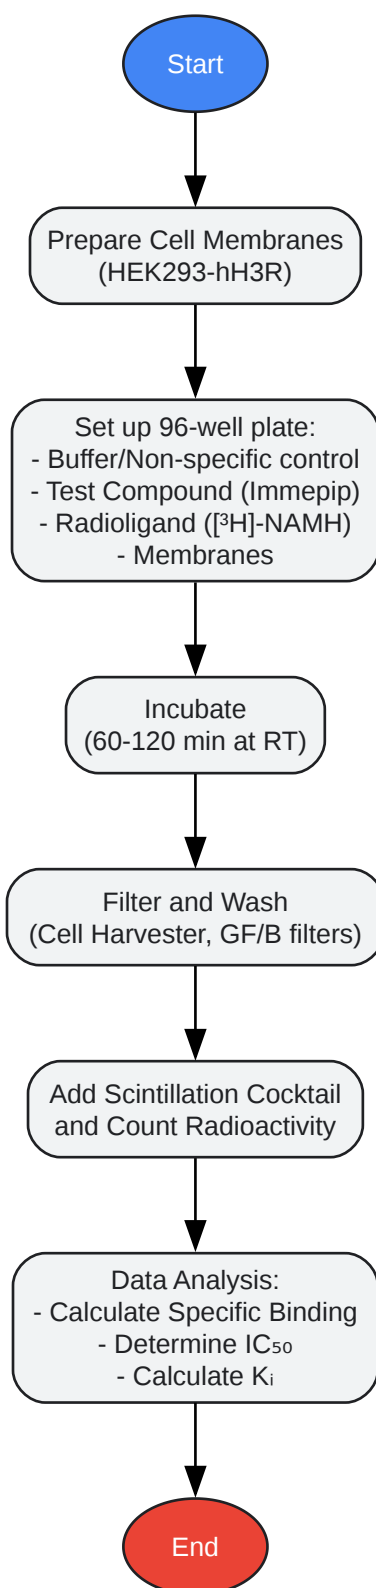 Start
Prepare Cell Membranes
(HEK293-hH3R)
Set up 96-well plate:
- Buffer/Non-specific control
- Test Compound (Immepip)
- Radioligand ([³H]-NAMH)
- Membranes
Incubate
(60-120 min at RT)
Filter and Wash
(Cell Harvester, GF/B filters)
Add Scintillation Cocktail
and Count Radioactivity
Data Analysis:
- Calculate Specific Binding
- Determine IC₅₀
- Calculate Kᵢ
End